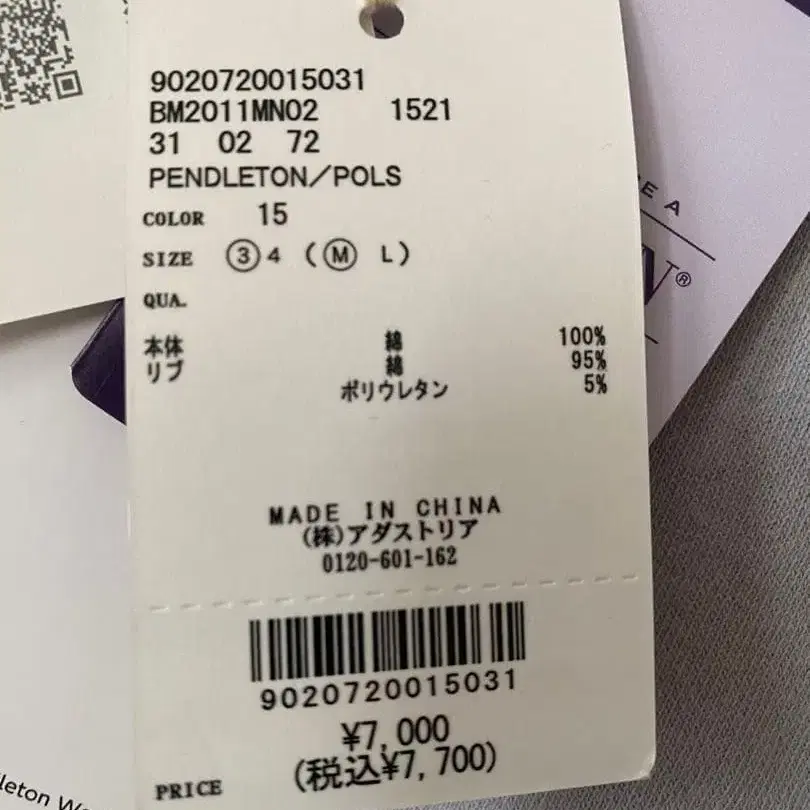 9020720015031
BM2011MN02 1521
31 02 72
PENDLETON/POLS
COLOR 15
SIZE ③4 (Ⓜ L)
QUA.
本体 綿 100%
リブ 綿 95%
ポリウレタン 5%
MADE IN CHINA
(株)アダストリア
0120-601-162
9020720015031
¥7,000
(税込¥7,700)
PRICE
E A
®